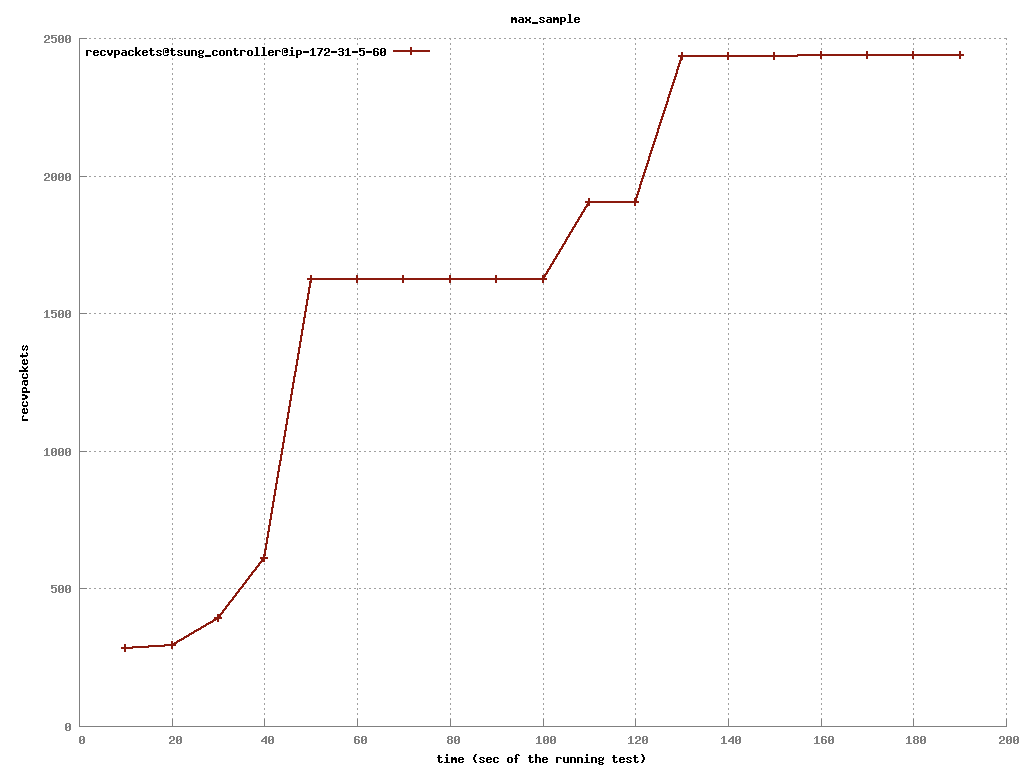 max_sample
2500
recvpackets@tsung_controller@ip-172-31-5-60
2000
1500
recvpackets
1000
500
0
0 20 40 60 80 100 120 140 160 180 200
time (sec of the running test)